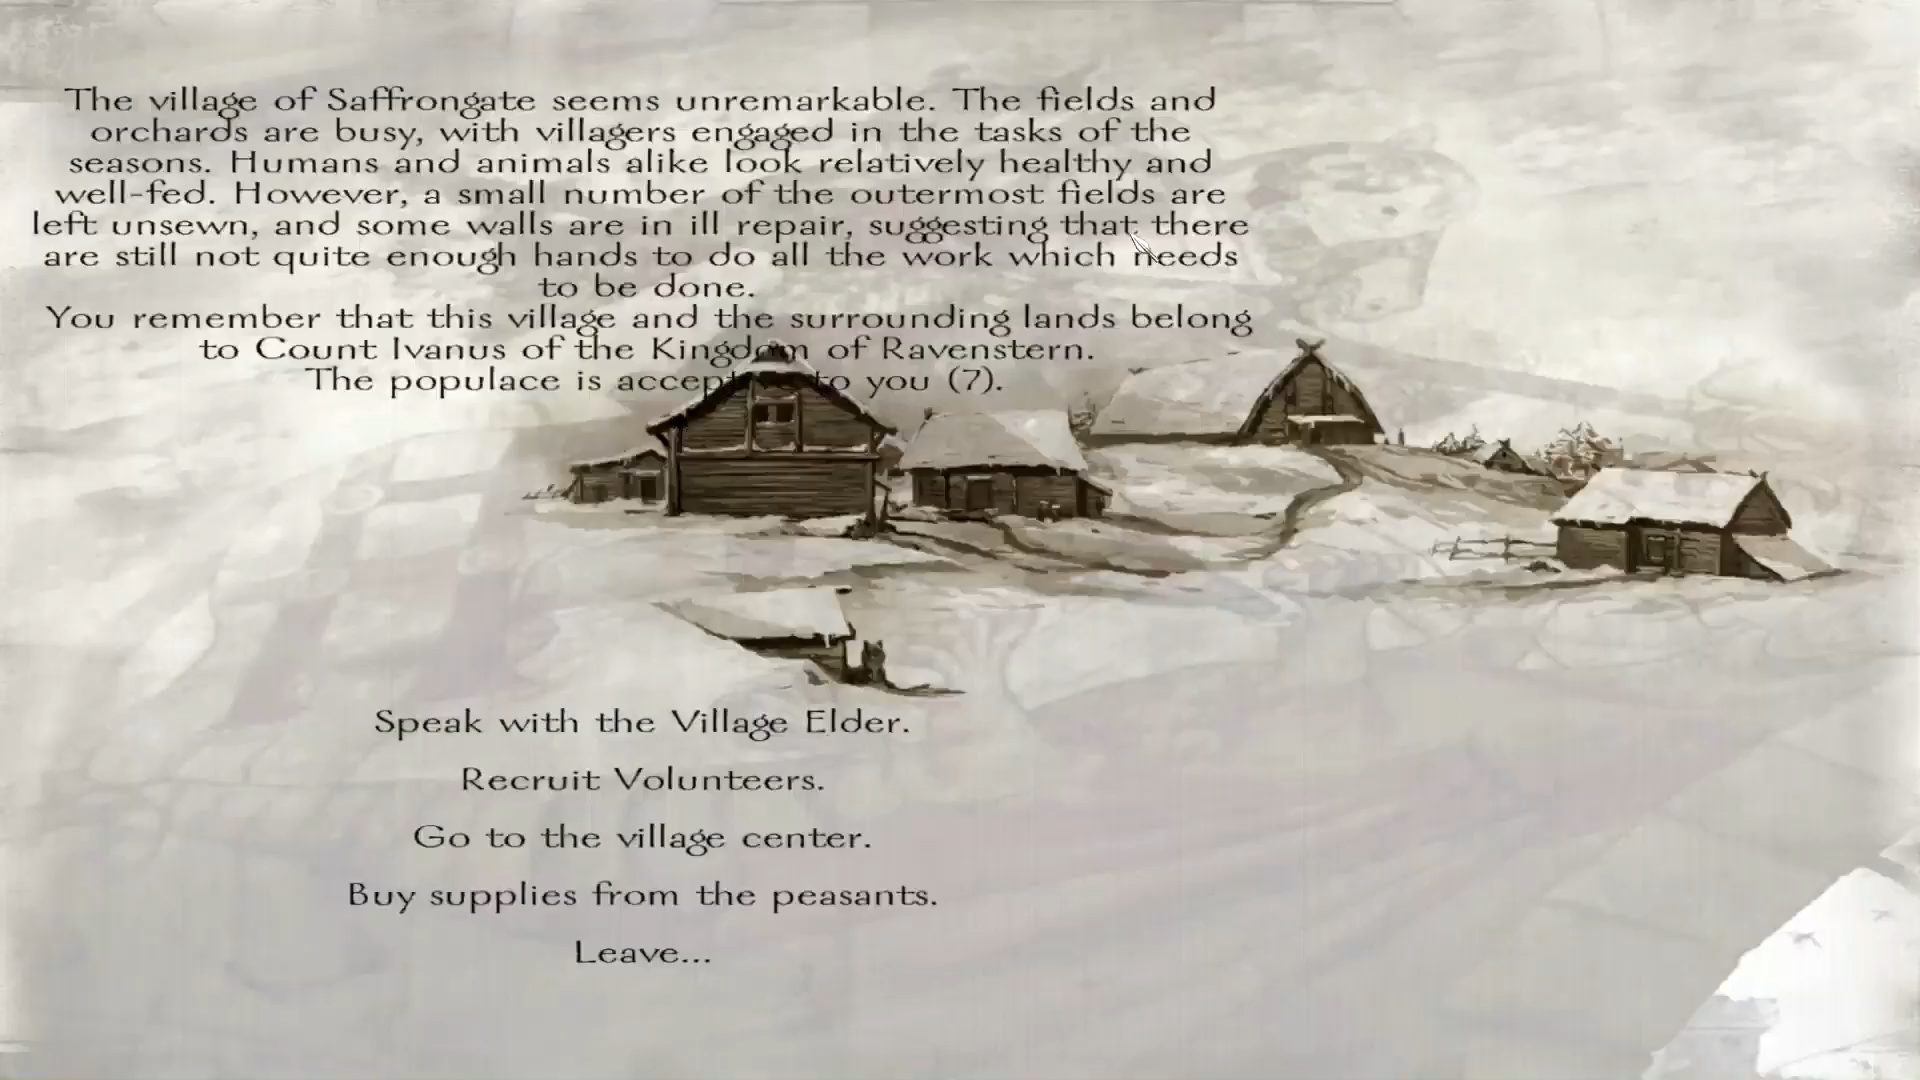 The village of Saffrongate seems unremarkable. The fields and
orchards are busy, with villagers engaged in the tasks of the
seasons. Humans and animals alike look relatively healthy and
well-fed. However, a small number of the outermost fields are
left unsewn, and some walls are in ill repair, suggesting that there
are still not quite enough hands to do all the work which needs
to be done.
You remember that this village and the surrounding lands belong
to Count Ivanus of the Kingdom of Ravenstern.
The populace is acceptive to you (7).
Speak with the Village Elder.
Recruit Volunteers.
Go to the village center.
Buy supplies from the peasants.
Leave...